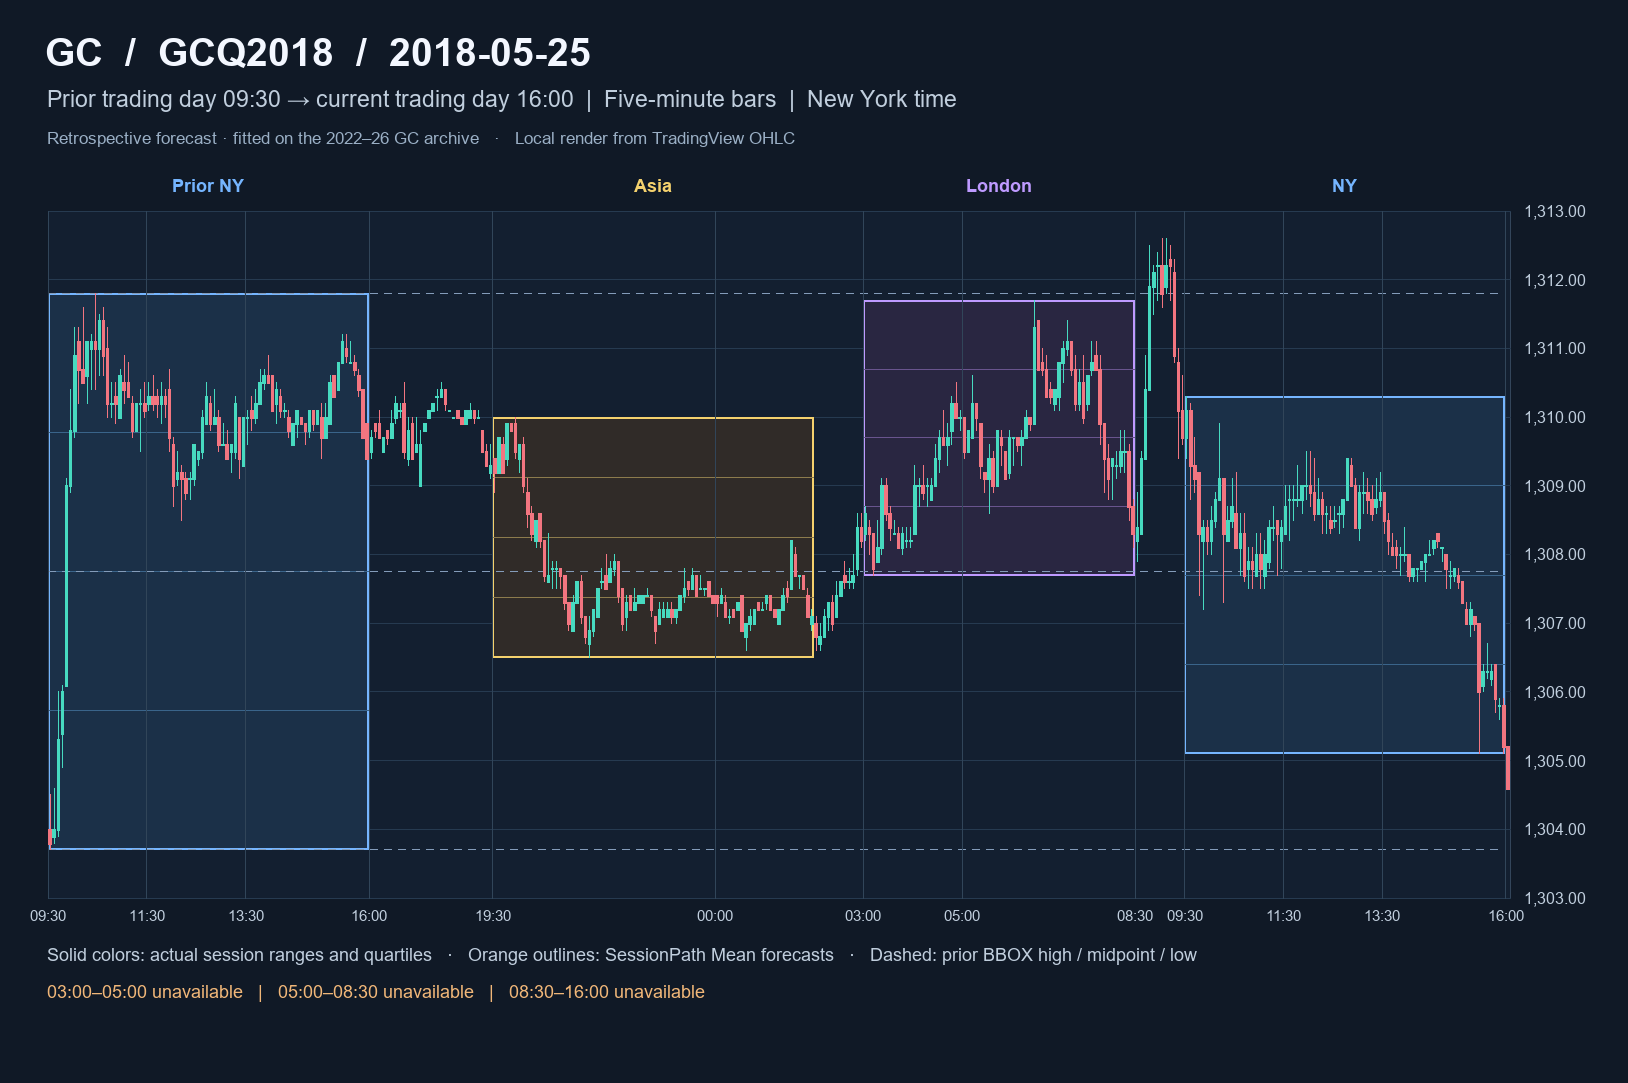 GC / GCQ2018 / 2018-05-25
Prior trading day 09:30 → current trading day 16:00 | Five-minute bars | New York time
Retrospective forecast · fitted on the 2022–26 GC archive · Local render from TradingView OHLC
Prior NY Asia London NY
1,313.00
1,312.00
1,311.00
1,310.00
1,309.00
1,308.00
1,307.00
1,306.00
1,305.00
1,304.00
1,303.00
09:30 11:30 13:30 16:00 19:30 00:00 03:00 05:00 08:30 09:30 11:30 13:30 16:00
Solid colors: actual session ranges and quartiles · Orange outlines: SessionPath Mean forecasts · Dashed: prior BBOX high / midpoint / low
03:00–05:00 unavailable | 05:00–08:30 unavailable | 08:30–16:00 unavailable